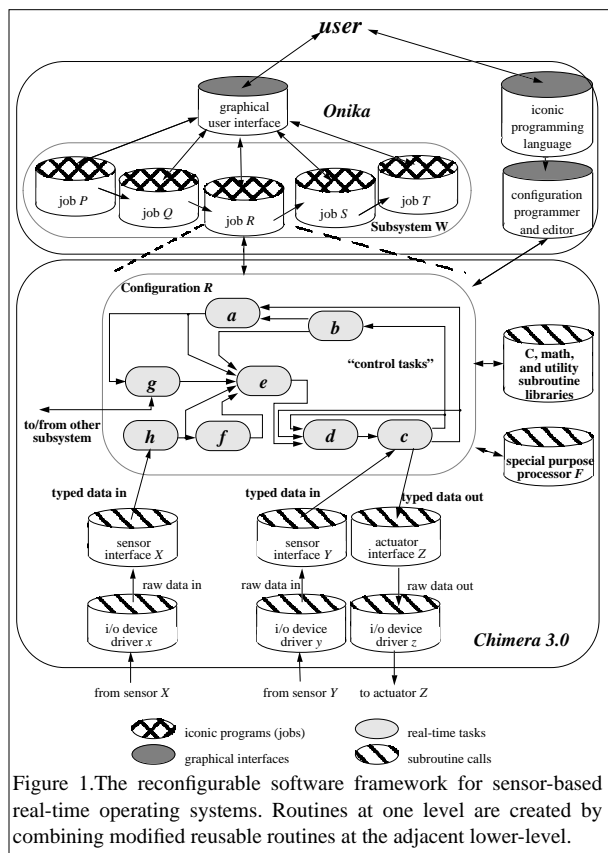 user
Onika
graphical
user interface
iconic
programming
language
configuration
programmer
and editor
job P
job Q
job R
job S
job T
Subsystem W
Configuration R
a
b
"control tasks"
g
e
to/from other
subsystem
h
f
d
c
C, math,
and utility
subroutine
libraries
special purpose
processor F
typed data in
typed data in
typed data out
sensor
interface X
sensor
interface Y
actuator
interface Z
raw data in
raw data in
raw data out
i/o device
driver x
i/o device
driver y
i/o device
driver z
Chimera 3.0
from sensor X
from sensor Y
to actuator Z
iconic programs (jobs)
real-time tasks
graphical interfaces
subroutine calls
Figure 1.The reconfigurable software framework for sensor-based
real-time operating systems. Routines at one level are created by
combining modified reusable routines at the adjacent lower-level.